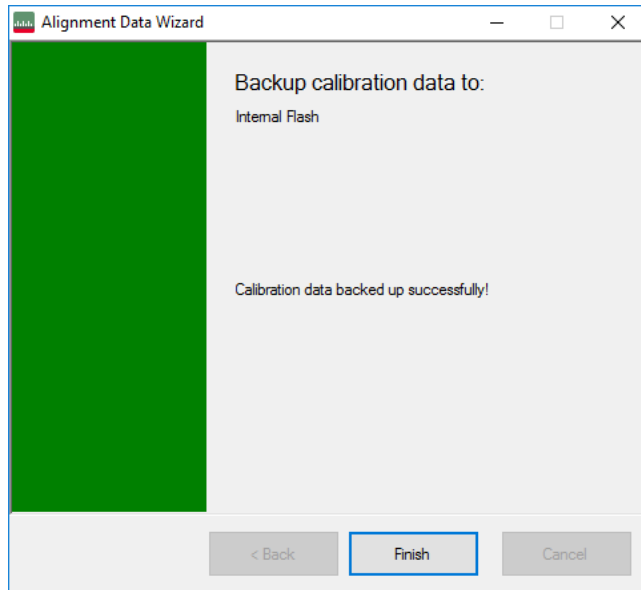 Alignment Data Wizard
Backup calibration data to:
Internal Flash
Calibration data backed up successfully!
< Back
Finish
Cancel